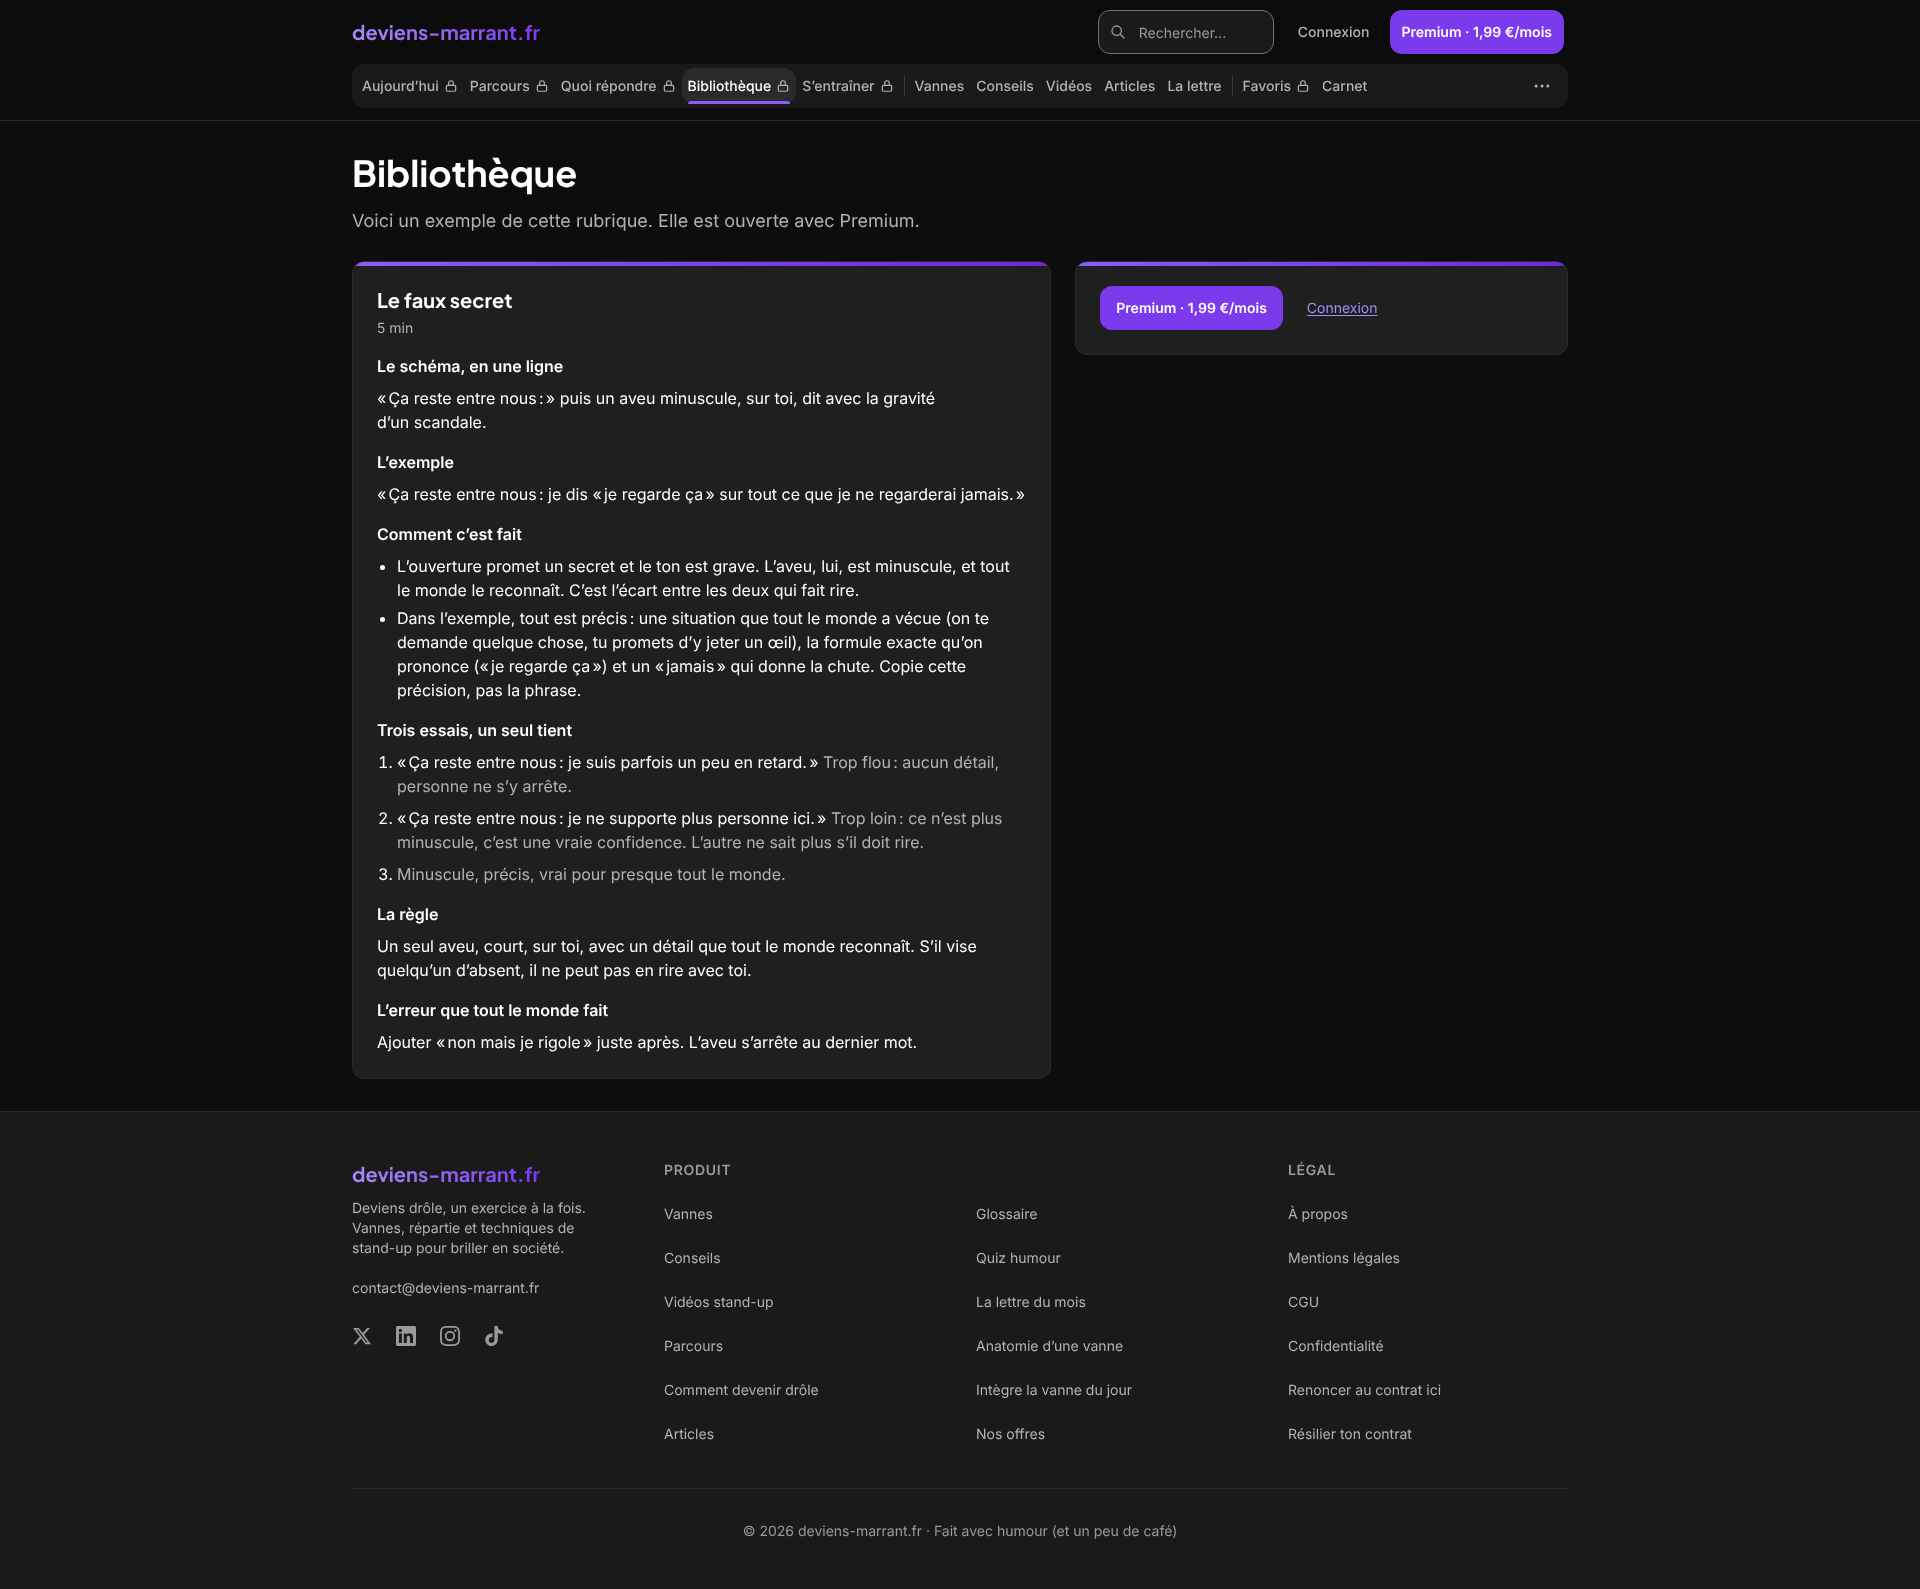 deviens-marrant.fr
Rechercher...
Connexion
Premium · 1,99 €/mois
Aujourd’hui
Parcours
Quoi répondre
Bibliothèque
S’entraîner
Vannes
Conseils
Vidéos
Articles
La lettre
Favoris
Carnet
Bibliothèque
Voici un exemple de cette rubrique. Elle est ouverte avec Premium.
Le faux secret
5 min
Le schéma, en une ligne
« Ça reste entre nous : » puis un aveu minuscule, sur toi, dit avec la gravité
d’un scandale.
L’exemple
« Ça reste entre nous : je dis « je regarde ça » sur tout ce que je ne regarderai jamais. »
Comment c’est fait
• L’ouverture promet un secret et le ton est grave. L’aveu, lui, est minuscule, et tout
le monde le reconnaît. C’est l’écart entre les deux qui fait rire.
• Dans l’exemple, tout est précis : une situation que tout le monde a vécue (on te
demande quelque chose, tu promets d’y jeter un œil), la formule exacte qu’on
prononce (« je regarde ça ») et un « jamais » qui donne la chute. Copie cette
précision, pas la phrase.
Trois essais, un seul tient
1. « Ça reste entre nous : je suis parfois un peu en retard. » Trop flou : aucun détail,
personne ne s’y arrête.
2. « Ça reste entre nous : je ne supporte plus personne ici. » Trop loin : ce n’est plus
minuscule, c’est une vraie confidence. L’autre ne sait plus s’il doit rire.
3. Minuscule, précis, vrai pour presque tout le monde.
La règle
Un seul aveu, court, sur toi, avec un détail que tout le monde reconnaît. S’il vise
quelqu’un d’absent, il ne peut pas en rire avec toi.
L’erreur que tout le monde fait
Ajouter « non mais je rigole » juste après. L’aveu s’arrête au dernier mot.
Premium · 1,99 €/mois
Connexion
deviens-marrant.fr
Deviens drôle, un exercice à la fois.
Vannes, répartie et techniques de
stand-up pour briller en société.
contact@deviens-marrant.fr
PRODUIT
Vannes
Conseils
Vidéos stand-up
Parcours
Comment devenir drôle
Articles
Glossaire
Quiz humour
La lettre du mois
Anatomie d’une vanne
Intègre la vanne du jour
Nos offres
LÉGAL
À propos
Mentions légales
CGU
Confidentialité
Renoncer au contrat ici
Résilier ton contrat
© 2026 deviens-marrant.fr · Fait avec humour (et un peu de café)